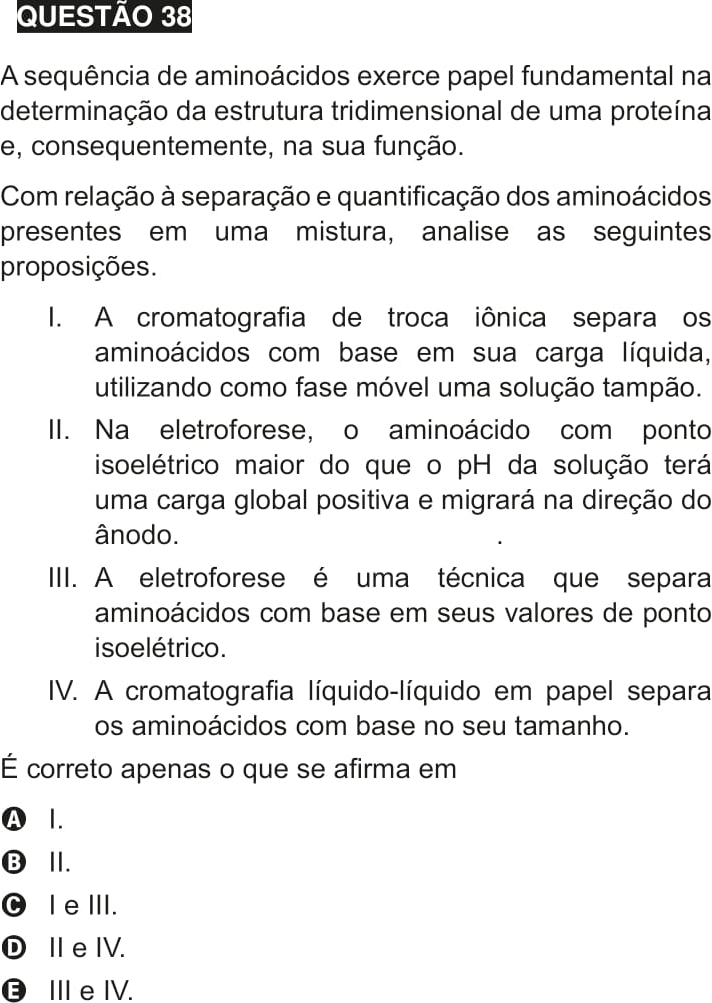 QUESTÃO 38
A sequência de aminoácidos exerce papel fundamental na
determinação da estrutura tridimensional de uma proteína
e, consequentemente, na sua função.
Com relação à separação e quantificação dos aminoácidos
presentes em uma mistura, analise as seguintes
proposições.
I. A cromatografia de troca iônica separa os
aminoácidos com base em sua carga líquida,
utilizando como fase móvel uma solução tampão.
II. Na eletroforese, o aminoácido com ponto
isoelétrico maior do que o pH da solução terá
uma carga global positiva e migrará na direção do
ânodo. .
III. A eletroforese é uma técnica que separa
aminoácidos com base em seus valores de ponto
isoelétrico.
IV. A cromatografia líquido-líquido em papel separa
os aminoácidos com base no seu tamanho.
É correto apenas o que se afirma em
A I.
B II.
C I e III.
D II e IV.
E III e IV.